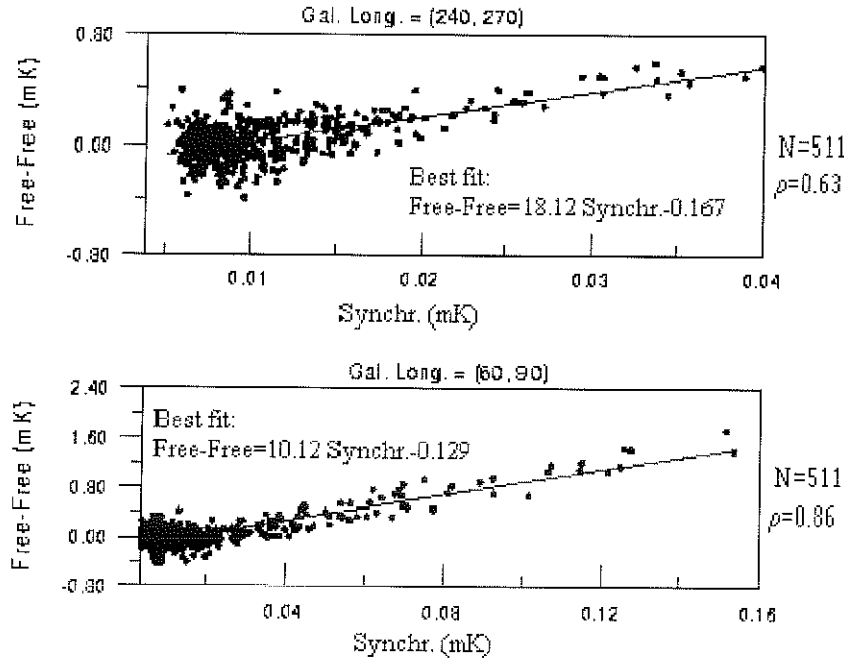 Gal. Long. = (240, 270)
0.80
0.00
-0.80
Free-Free (mK)
Best fit:
Free-Free=18.12 Synchr.-0.167
N=511
ρ=0.63
0.01 0.02 0.03 0.04
Synchr. (mK)
Gal. Long. = (60, 90)
2.40
1.60
0.80
0.00
-0.80
Free-Free (mK)
Best fit:
Free-Free=10.12 Synchr.-0.129
N=511
ρ=0.86
0.04 0.08 0.12 0.16
Synchr. (mK)